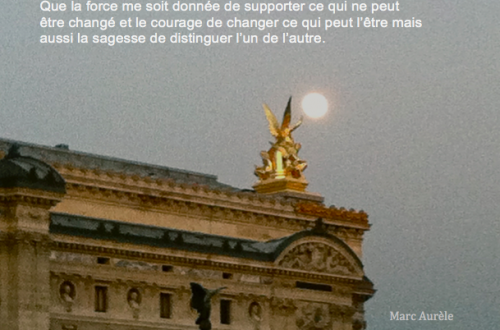 Que la force me soit donnée de supporter ce qui ne peut
être changé et le courage de changer ce qui peut l'être mais
aussi la sagesse de distinguer l'un de l'autre.
Marc Aurèle